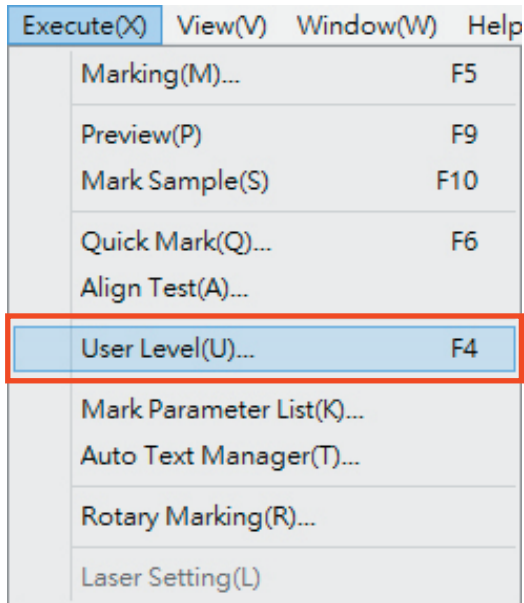 Execute(X) View(V) Window(W) Help
Marking(M)... F5
Preview(P) F9
Mark Sample(S) F10
Quick Mark(Q)... F6
Align Test(A)...
User Level(U)... F4
Mark Parameter List(K)...
Auto Text Manager(T)...
Rotary Marking(R)...
Laser Setting(L)